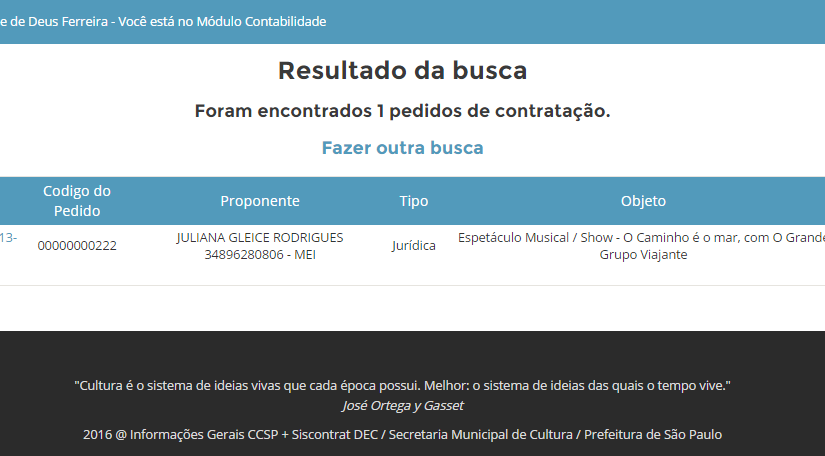 e de Deus Ferreira - Você está no Módulo Contabilidade
Resultado da busca
Foram encontrados 1 pedidos de contratação.
Fazer outra busca
Codigo do
Pedido
Proponente
Tipo
Objeto
13-
00000000222
JULIANA GLEICE RODRIGUES
34896280806 - MEI
Jurídica
Espetáculo Musical / Show - O Caminho é o mar, com O Grande
Grupo Viajante
"Cultura é o sistema de ideias vivas que cada época possui. Melhor: o sistema de ideias das quais o tempo vive."
José Ortega y Gasset
2016 @ Informações Gerais CCSP + Siscontrat DEC / Secretaria Municipal de Cultura / Prefeitura de São Paulo